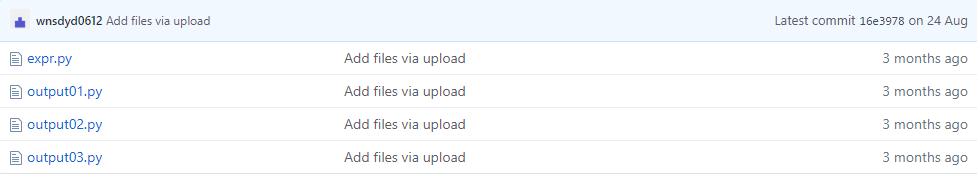 wnsdyd0612 Add files via upload Latest commit 16e3978 on 24 Aug
expr.py Add files via upload 3 months ago
output01.py Add files via upload 3 months ago
output02.py Add files via upload 3 months ago
output03.py Add files via upload 3 months ago